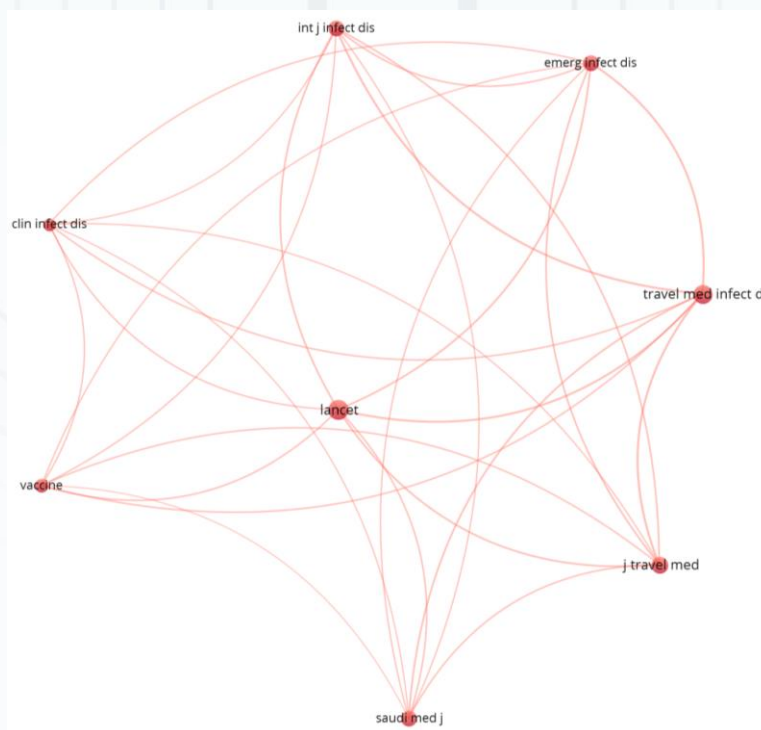 int j infect dis
emerg infect dis
clin infect dis
travel med infect d
lancet
vaccine
j travel med
saudi med j